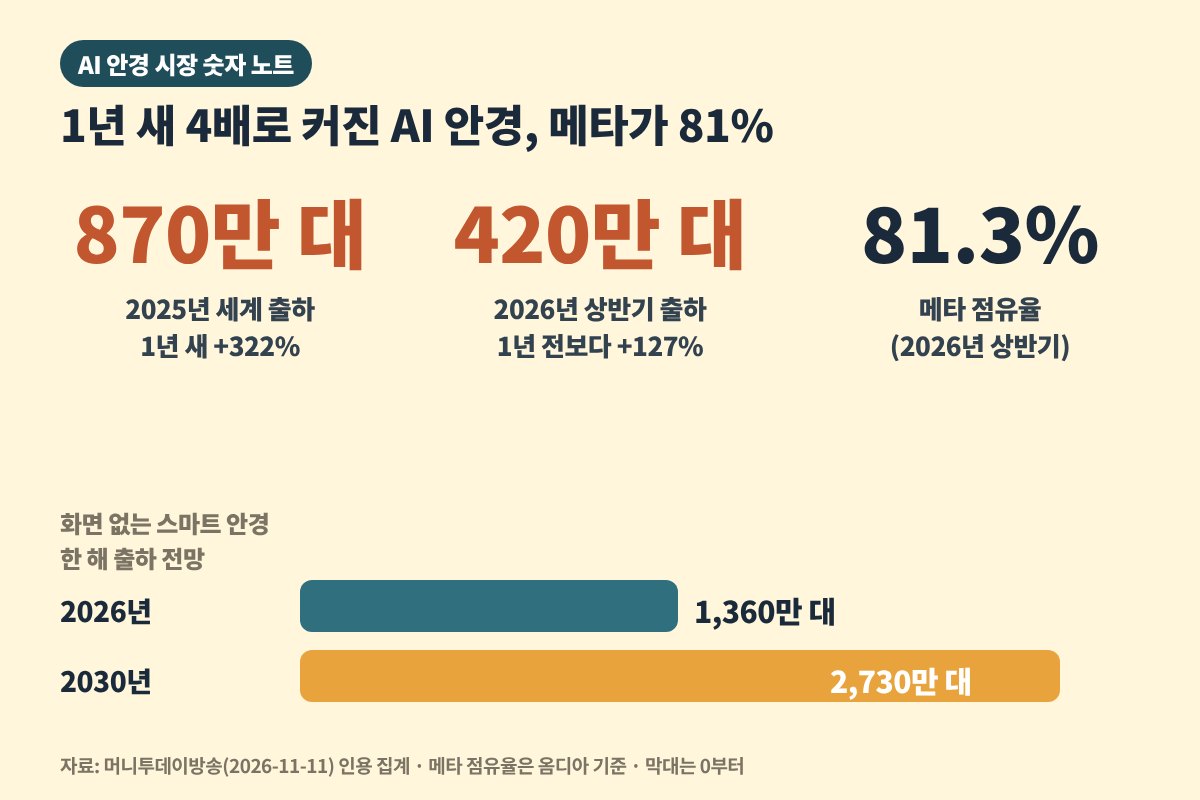 AI 안경 시장 숫자 노트
1년 새 4배로 커진 AI 안경, 메타가 81%
870만 대
2025년 세계 출하
1년 새 +322%
420만 대
2026년 상반기 출하
1년 전보다 +127%
81.3%
메타 점유율
(2026년 상반기)
화면 없는 스마트 안경
한 해 출하 전망
2026년
1,360만 대
2030년
2,730만 대
자료: 머니투데이방송(2026-11-11) 인용 집계 · 메타 점유율은 옴디아 기준 · 막대는 0부터